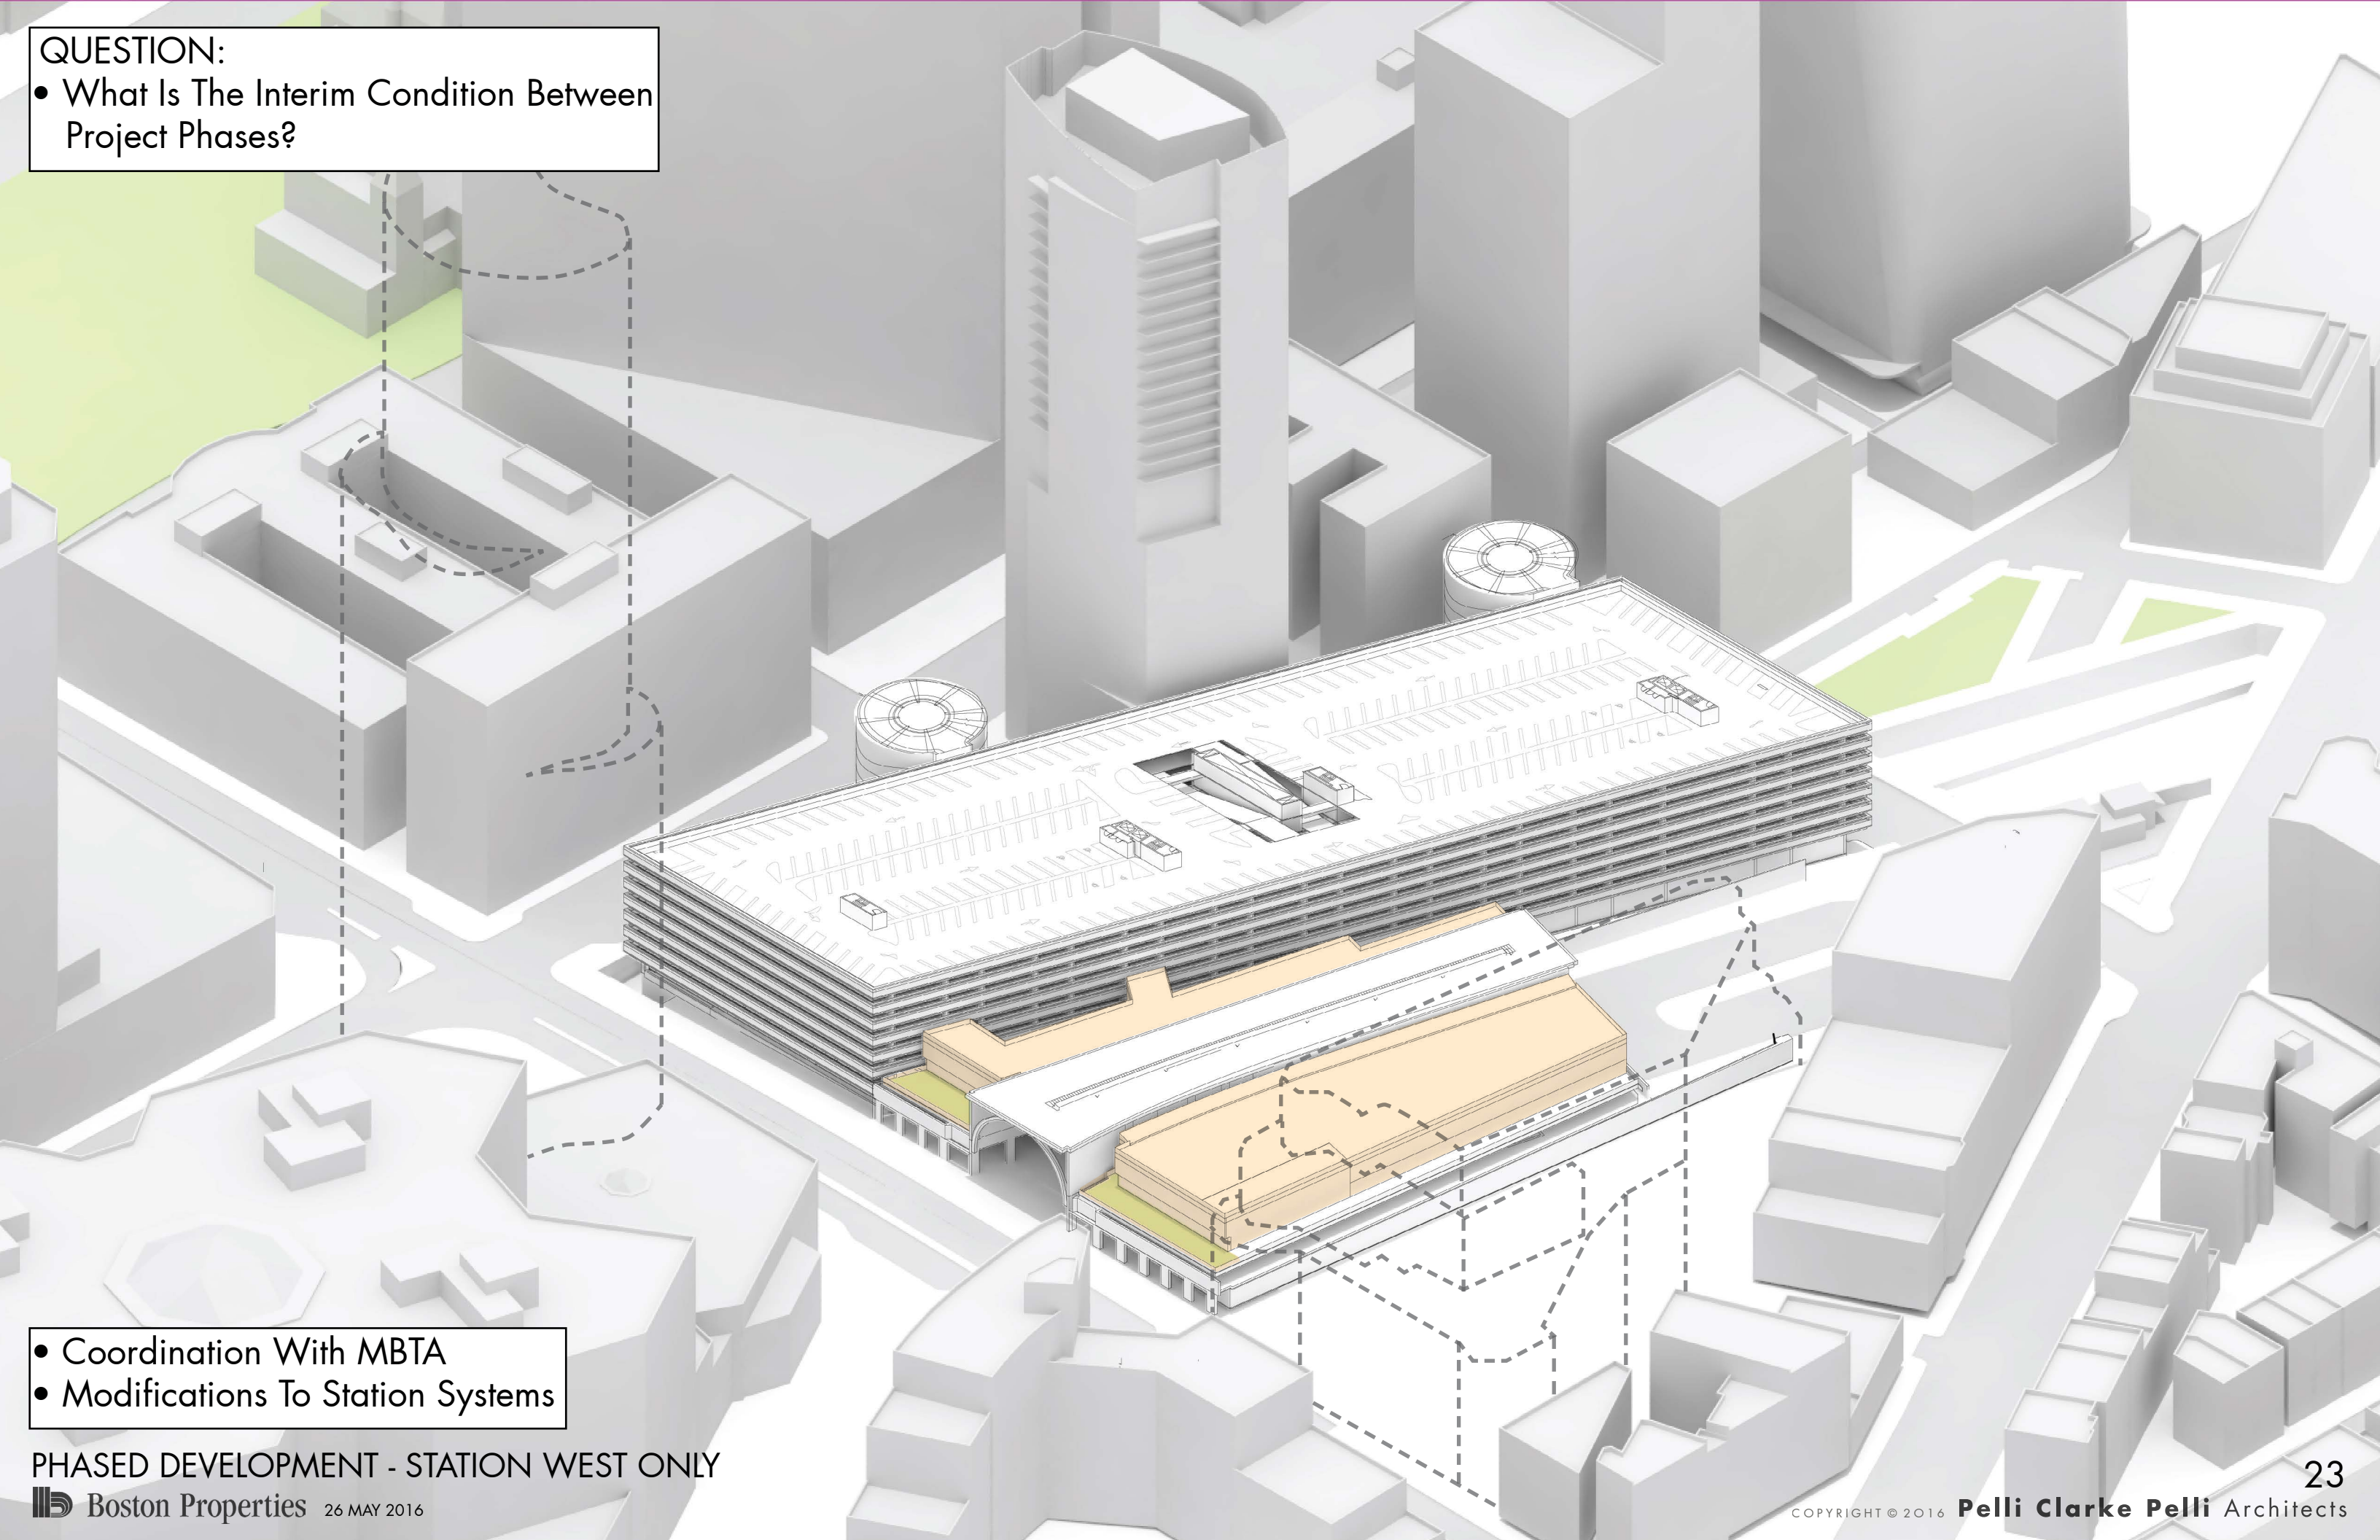 QUESTION:
• What Is The Interim Condition Between
Project Phases?
• Coordination With MBTA
• Modifications To Station Systems
PHASED DEVELOPMENT - STATION WEST ONLY
Boston Properties 26 MAY 2016
23
COPYRIGHT © 2016 Pelli Clarke Pelli Architects